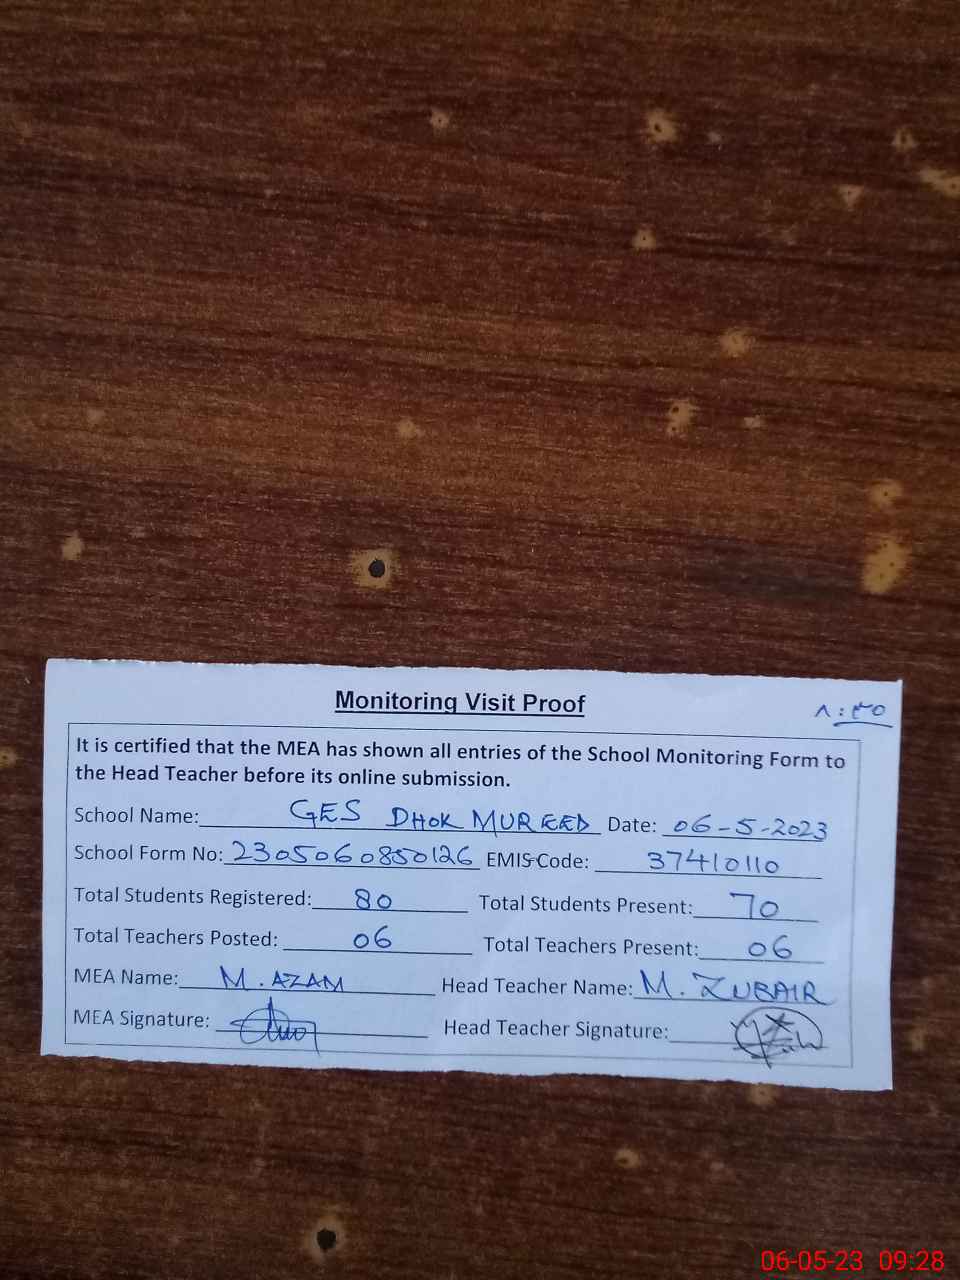 Monitoring Visit Proof
۸:۳۰
It is certified that the MEA has shown all entries of the School Monitoring Form to
the Head Teacher before its online submission.
School Name: GES DHOK MUREED Date: 06-5-2023
School Form No: 2305060850126 EMIS Code: 37410110
Total Students Registered: 80 Total Students Present: 70
Total Teachers Posted: 06 Total Teachers Present: 06
MEA Name: M. AZAM Head Teacher Name: M. ZUBAIR
MEA Signature: Head Teacher Signature:
06-05-23 09:28